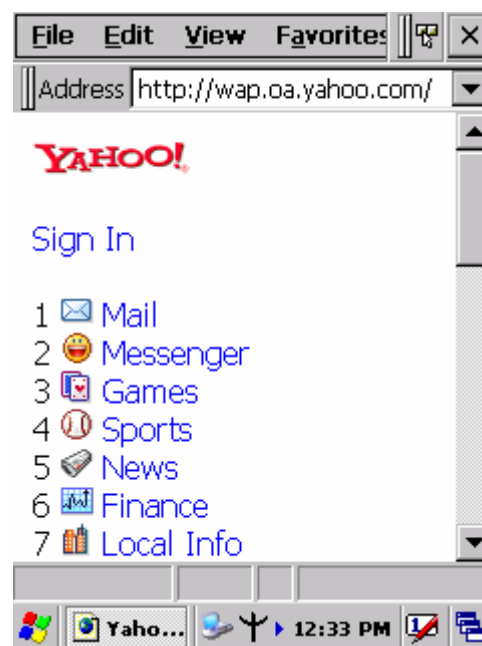 File Edit View Favorites
Address http://wap.oa.yahoo.com/
YAHOO!
Sign In
1 Mail
2 Messenger
3 Games
4 Sports
5 News
6 Finance
7 Local Info
Yaho... 12:33 PM